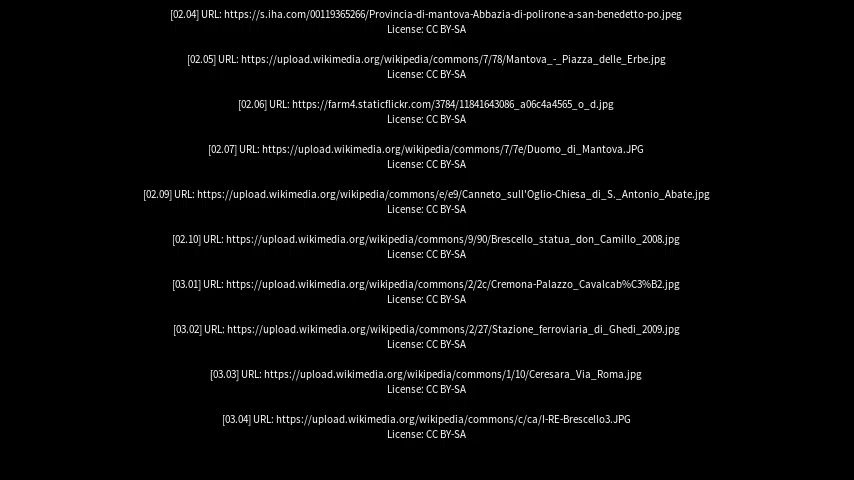 [02.04] URL: https://s.iha.com/00119365266/Provincia-di-mantova-Abbazia-di-polirone-a-san-benedetto-po.jpeg
License: CC BY-SA
[02.05] URL: https://upload.wikimedia.org/wikipedia/commons/7/78/Mantova_-_Piazza_delle_Erbe.jpg
License: CC BY-SA
[02.06] URL: https://farm4.staticflickr.com/3784/11841643086_a06c4a4565_o_d.jpg
License: CC BY-SA
[02.07] URL: https://upload.wikimedia.org/wikipedia/commons/7/7e/Duomo_di_Mantova.JPG
License: CC BY-SA
[02.09] URL: https://upload.wikimedia.org/wikipedia/commons/e/e9/Canneto_sull'Oglio-Chiesa_di_S._Antonio_Abate.jpg
License: CC BY-SA
[02.10] URL: https://upload.wikimedia.org/wikipedia/commons/9/90/Brescello_statua_don_Camillo_2008.jpg
License: CC BY-SA
[03.01] URL: https://upload.wikimedia.org/wikipedia/commons/2/2c/Cremona-Palazzo_Cavalcab%C3%B2.jpg
License: CC BY-SA
[03.02] URL: https://upload.wikimedia.org/wikipedia/commons/2/27/Stazione_ferroviaria_di_Ghedi_2009.jpg
License: CC BY-SA
[03.03] URL: https://upload.wikimedia.org/wikipedia/commons/1/10/Ceresara_Via_Roma.jpg
License: CC BY-SA
[03.04] URL: https://upload.wikimedia.org/wikipedia/commons/c/ca/I-RE-Brescello3.JPG
License: CC BY-SA